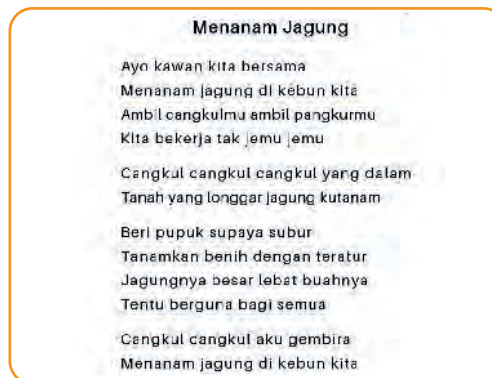 Menanam Jagung
Ayo kawan kita bersama
Menanam jagung di kebun kita
Ambil cangkulmu ambil pangkurmu
Kita bekerja tak jemu jemu
Cangkul cangkul cangkul yang dalam
Tanah yang longgar jagung kutanam
Beri pupuk supaya subur
Tanamkan benih dengan teratur
Jagungnya besar lebat buahnya
Tentu berguna bagi semua
Cangkul cangkul aku gembira
Menanam jagung di kebun kita